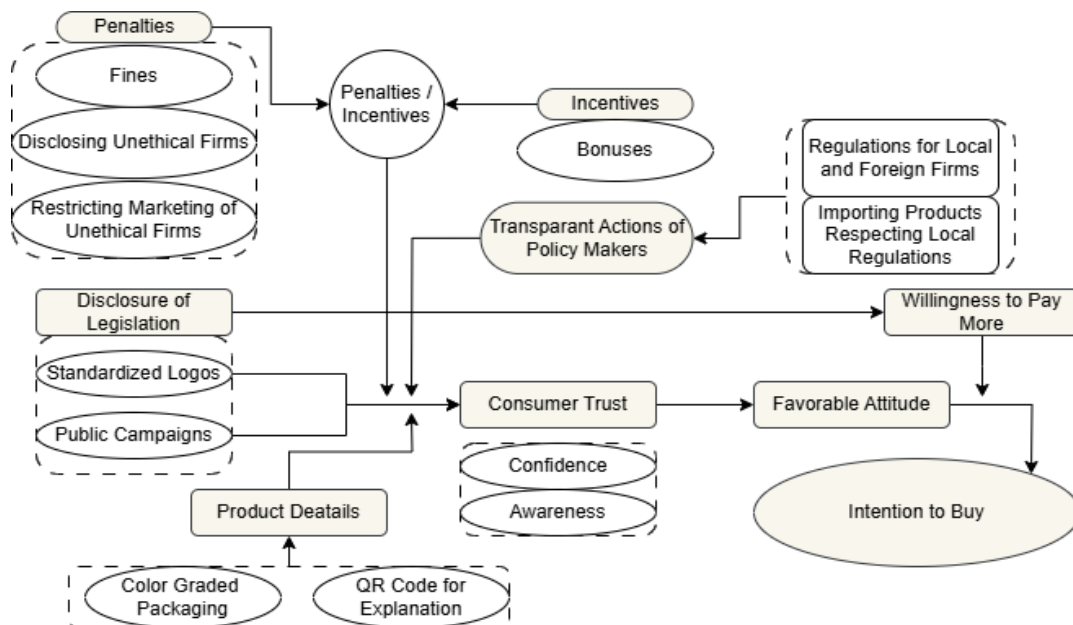 Penalties
Fines
Disclosing Unethical Firms
Restricting Marketing of
Unethical Firms
Penalties /
Incentives
Incentives
Bonuses
Regulations for Local
and Foreign Firms
Importing Products
Respecting Local
Regulations
Transparant Actions of
Policy Makers
Disclosure of
Legislation
Willingness to Pay
More
Standardized Logos
Public Campaigns
Consumer Trust
Favorable Attitude
Confidence
Awareness
Product Deatails
Intention to Buy
Color Graded
Packaging
QR Code for
Explanation